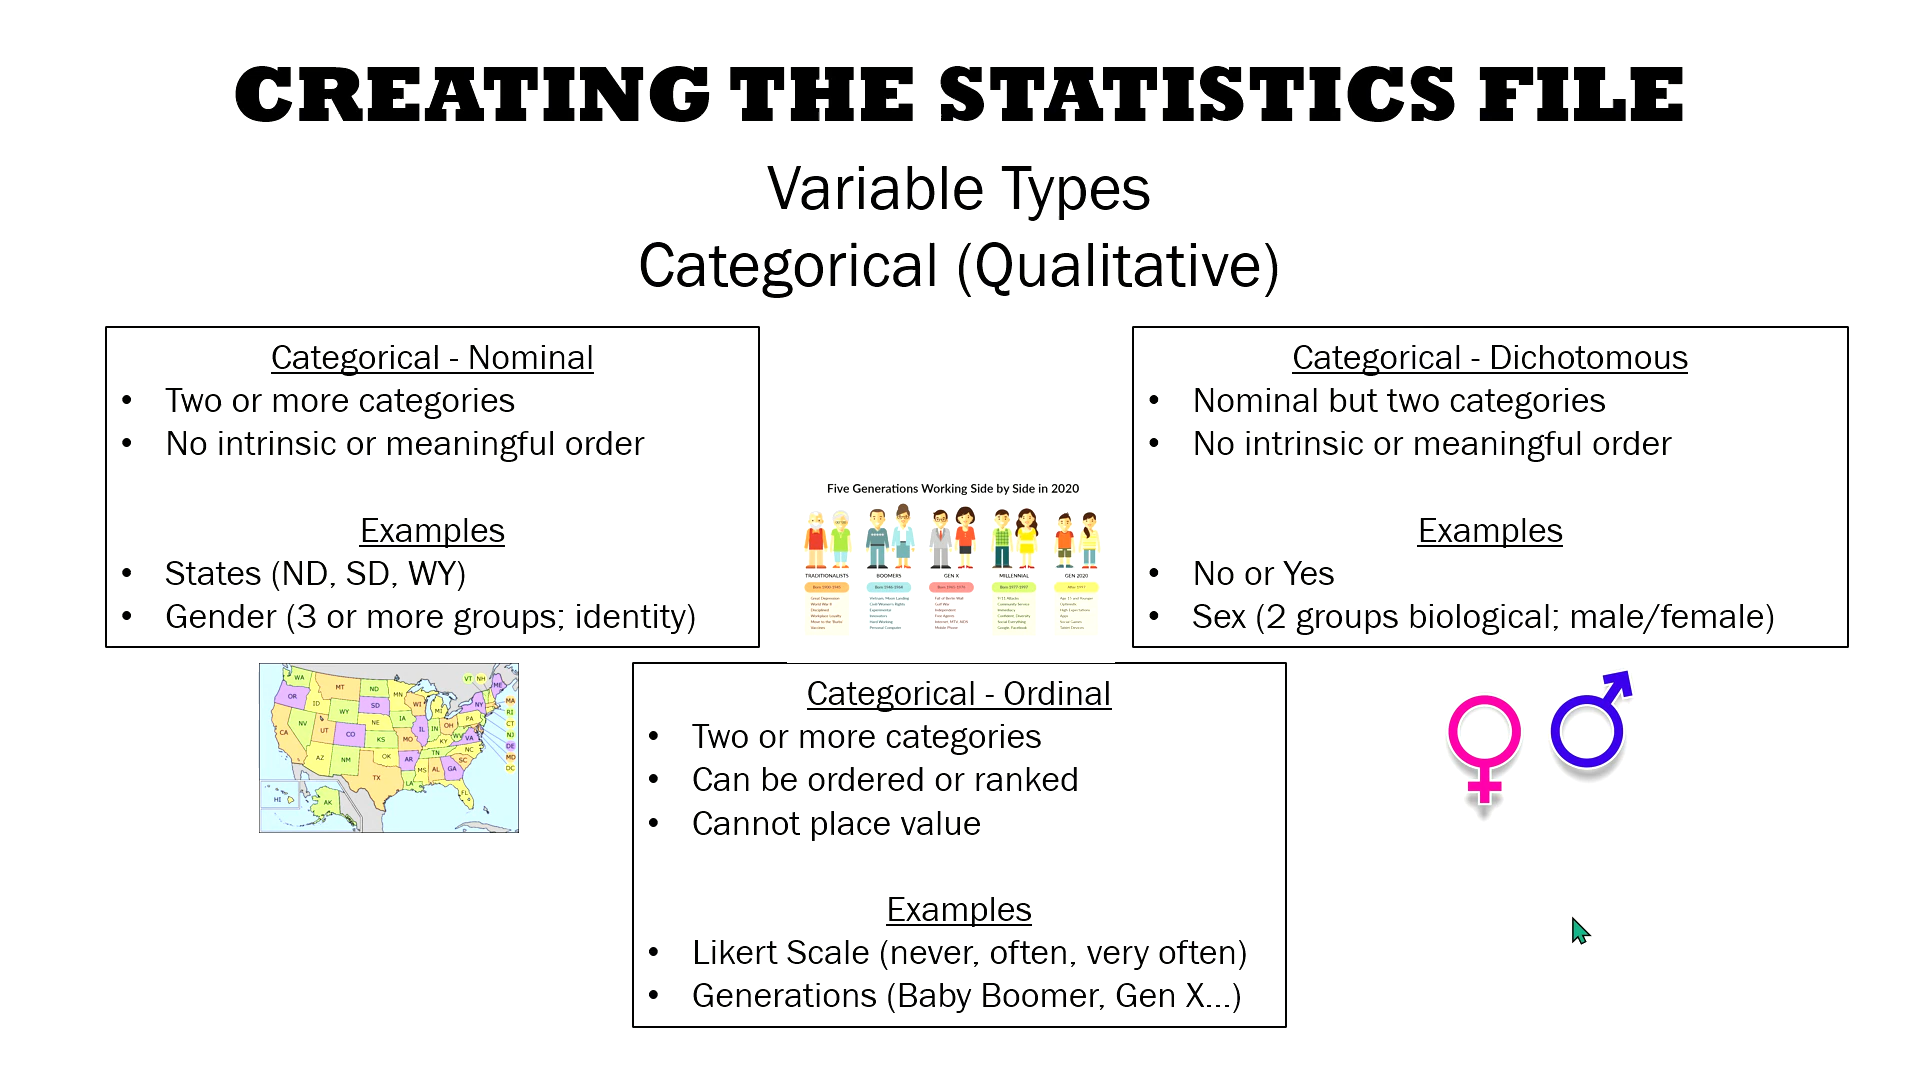 CREATING THE STATISTICS FILE
Variable Types
Categorical (Qualitative)
Categorical - Nominal
• Two or more categories
• No intrinsic or meaningful order
Examples
• States (ND, SD, WY)
• Gender (3 or more groups; identity)
Five Generations Working Side by Side in 2020
TRADITIONALISTS BOOMERS GEN X MILLENNIAL GEN 2020
Categorical - Dichotomous
• Nominal but two categories
• No intrinsic or meaningful order
Examples
• No or Yes
• Sex (2 groups biological; male/female)
WA
OR
CA
ID
NV
MT
WY
UT
AZ
ND
SD
NE
CO
NM
KS
OK
TX
MN
IA
MO
AR
LA
WI
IL
MS
MI
IN
KY
TN
AL
OH
WV
GA
FL
PA
VA
NC
SC
NY
VT NH
ME
MA
RI
CT
NJ
DE
MD
DC
HI
AK
Categorical - Ordinal
• Two or more categories
• Can be ordered or ranked
• Cannot place value
Examples
• Likert Scale (never, often, very often)
• Generations (Baby Boomer, Gen X...)